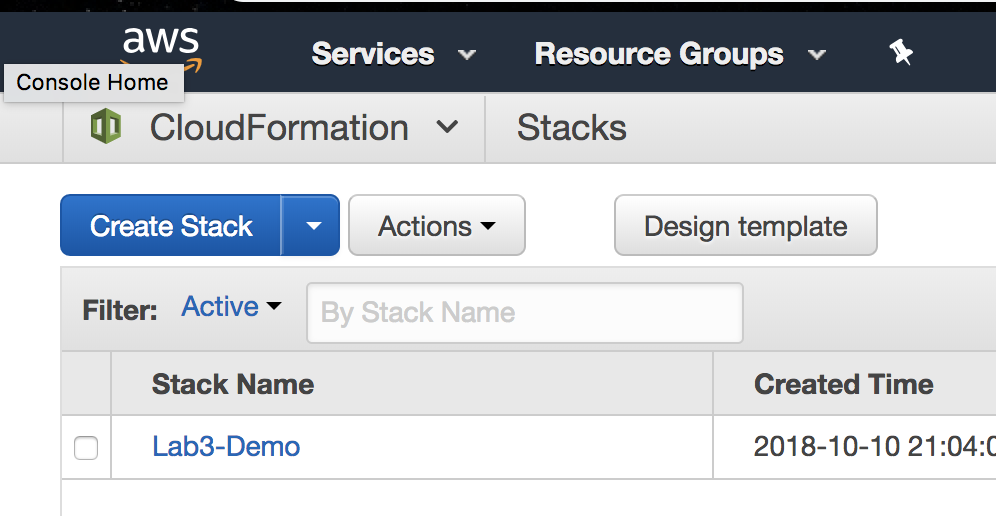 aws Services Resource Groups
Console Home
CloudFormation Stacks
Create Stack Actions Design template
Filter: Active By Stack Name
Stack Name Created Time
Lab3-Demo 2018-10-10 21:04:0